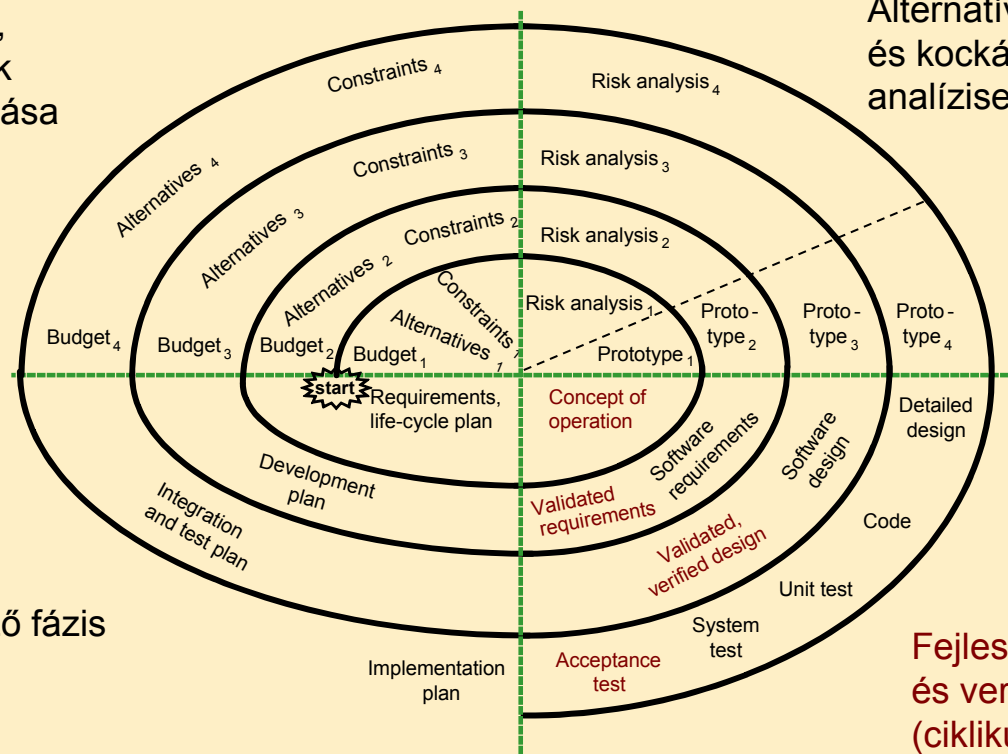 Alternatív
és kocká
analízise
,
k
ása
Constraints 4
Risk analysis 4
Alternatives 4
Constraints 3
Risk analysis 3
Alternatives 3
Constraints 2
Risk analysis 2
Alternatives 2
Constraints 1
Risk analysis 1
Alternatives 1
Budget 4
Budget 3
Budget 2
Budget 1
Prototype 1
Proto-
type 2
Proto-
type 3
Proto-
type 4
start
Requirements,
life-cycle plan
Concept of
operation
Detailed
design
Development
plan
Software
requirements
Software
design
Integration
and test plan
Validated
requirements
Validated,
verified design
Code
Unit test
ő fázis
System
test
Implementation
plan
Acceptance
test
Fejles
és ver
(cikliku